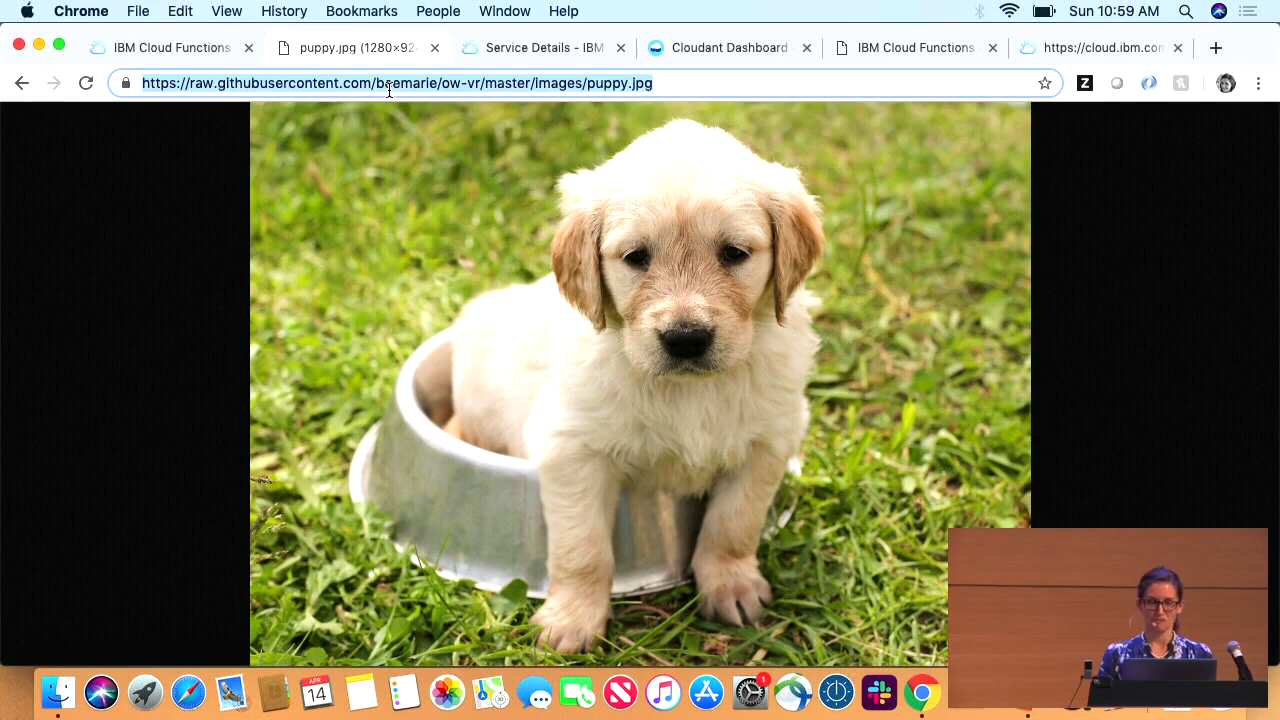 Chrome File Edit View History Bookmarks People Window Help Sun 10:59 AM
IBM Cloud Functions puppy.jpg (1280×92 Service Details - IBM Cloudant Dashboard IBM Cloud Functions https://cloud.ibm.con
https://raw.githubusercontent.com/beemarie/ow-vr/master/images/puppy.jpg
Z
APR
14
1